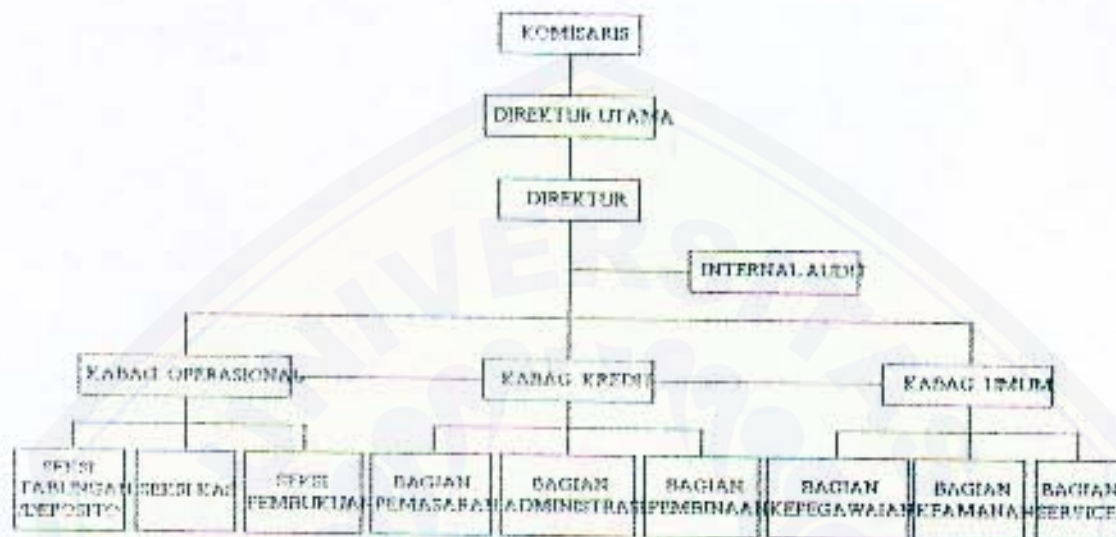 KOMISARIS
DIREKTUR UTAMA
DIREKTUR
INTERNAL AUDIT
KABAG OPERASIONAL
KABAG KREDIT
KABAG UMUM
SEKSI
TABUNGAN
/DEPOSITO
SEKSI KAS
SEKSI
PEMBUKUAN
BAGIAN
PEMASARAN
BAGIAN
ADMINISTRASI
BAGIAN
PEMBINAAN
BAGIAN
KEPEGAWAIAN
BAGIAN
KEAMANAN
BAGIAN
SERVICE